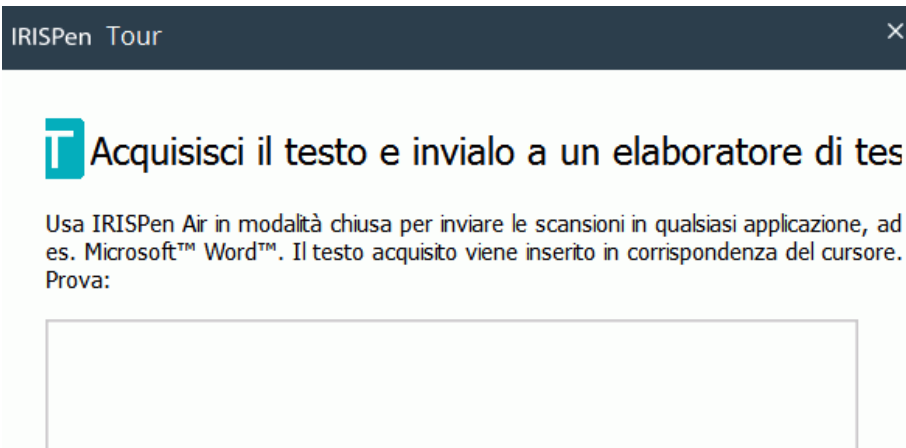 IRISPen Tour
Acquisisci il testo e invialo a un elaboratore di tes
Usa IRISPen Air in modalità chiusa per inviare le scansioni in qualsiasi applicazione, ad
es. Microsoft™ Word™. Il testo acquisito viene inserito in corrispondenza del cursore.
Prova: